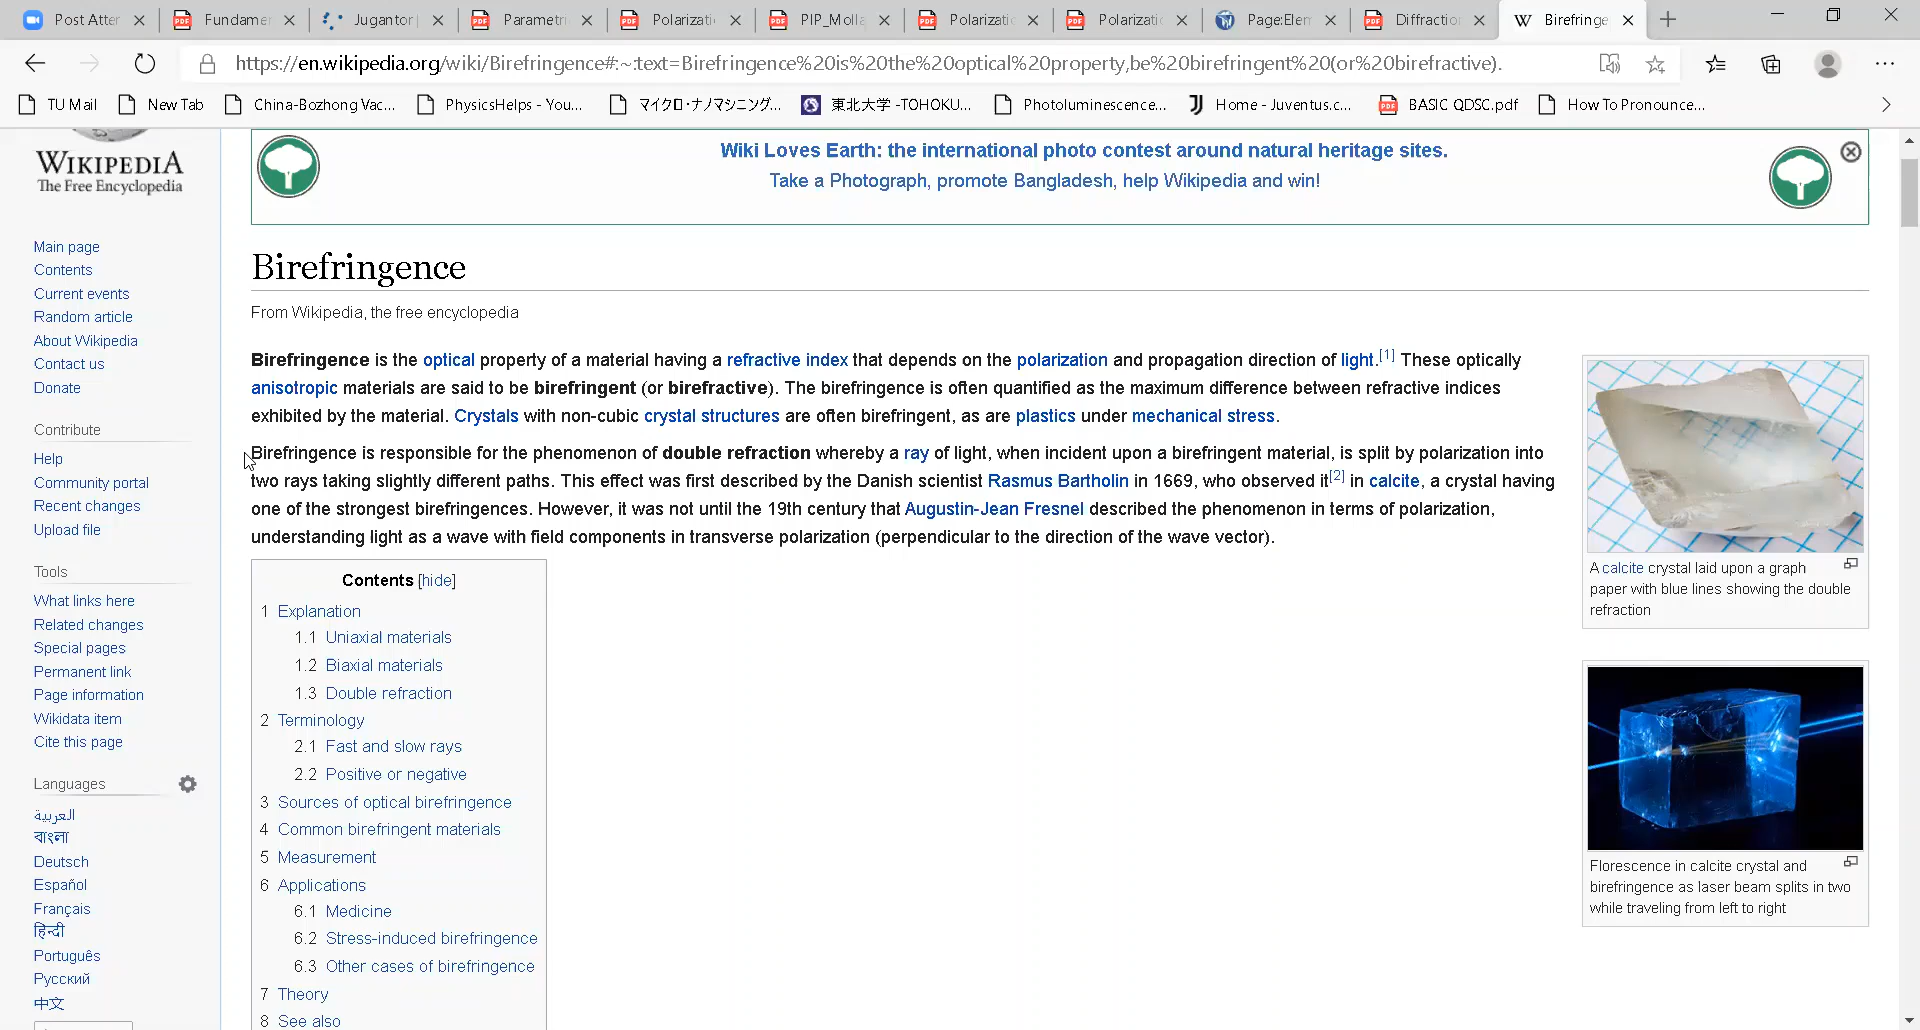 Post Atter
Fundamer
Jugantor
Parametri
Polarizatio
PIP_Molla
Polarizatio
Polarizatio
Page:Elem
Diffraction
Birefringe
https://en.wikipedia.org/wiki/Birefringence#:~:text=Birefringence%20is%20the%20optical%20property,be%20birefringent%20(or%20birefractive).
TU Mail
New Tab
China-Bozhong Vac...
PhysicsHelps - You...
マイクロ・ナノマシニング...
東北大学 -TOHOKU...
Photoluminescence...
Home - Juventus.c...
BASIC QDSC.pdf
How To Pronounce...
WIKIPEDIA
The Free Encyclopedia
Main page
Contents
Current events
Random article
About Wikipedia
Contact us
Donate
Contribute
Help
Community portal
Recent changes
Upload file
Tools
What links here
Related changes
Special pages
Permanent link
Page information
Wikidata item
Cite this page
Languages
العربية
বাংলা
Deutsch
Español
Français
हिन्दी
Português
Русский
中文
Wiki Loves Earth: the international photo contest around natural heritage sites.
Take a Photograph, promote Bangladesh, help Wikipedia and win!
Birefringence
From Wikipedia, the free encyclopedia
Birefringence is the optical property of a material having a refractive index that depends on the polarization and propagation direction of light.[1] These optically
anisotropic materials are said to be birefringent (or birefractive). The birefringence is often quantified as the maximum difference between refractive indices
exhibited by the material. Crystals with non-cubic crystal structures are often birefringent, as are plastics under mechanical stress.
Birefringence is responsible for the phenomenon of double refraction whereby a ray of light, when incident upon a birefringent material, is split by polarization into
two rays taking slightly different paths. This effect was first described by the Danish scientist Rasmus Bartholin in 1669, who observed it[2] in calcite, a crystal having
one of the strongest birefringences. However, it was not until the 19th century that Augustin-Jean Fresnel described the phenomenon in terms of polarization,
understanding light as a wave with field components in transverse polarization (perpendicular to the direction of the wave vector).
Contents [hide]
1 Explanation
1.1 Uniaxial materials
1.2 Biaxial materials
1.3 Double refraction
2 Terminology
2.1 Fast and slow rays
2.2 Positive or negative
3 Sources of optical birefringence
4 Common birefringent materials
5 Measurement
6 Applications
6.1 Medicine
6.2 Stress-induced birefringence
6.3 Other cases of birefringence
7 Theory
8 See also
A calcite crystal laid upon a graph
paper with blue lines showing the double
refraction
Florescence in calcite crystal and
birefringence as laser beam splits in two
while traveling from left to right